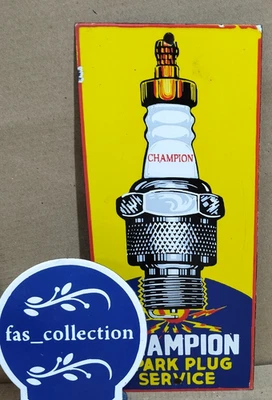 CHAMPION
fas_collection
HAMPION
PARK PLUG
SERVICE